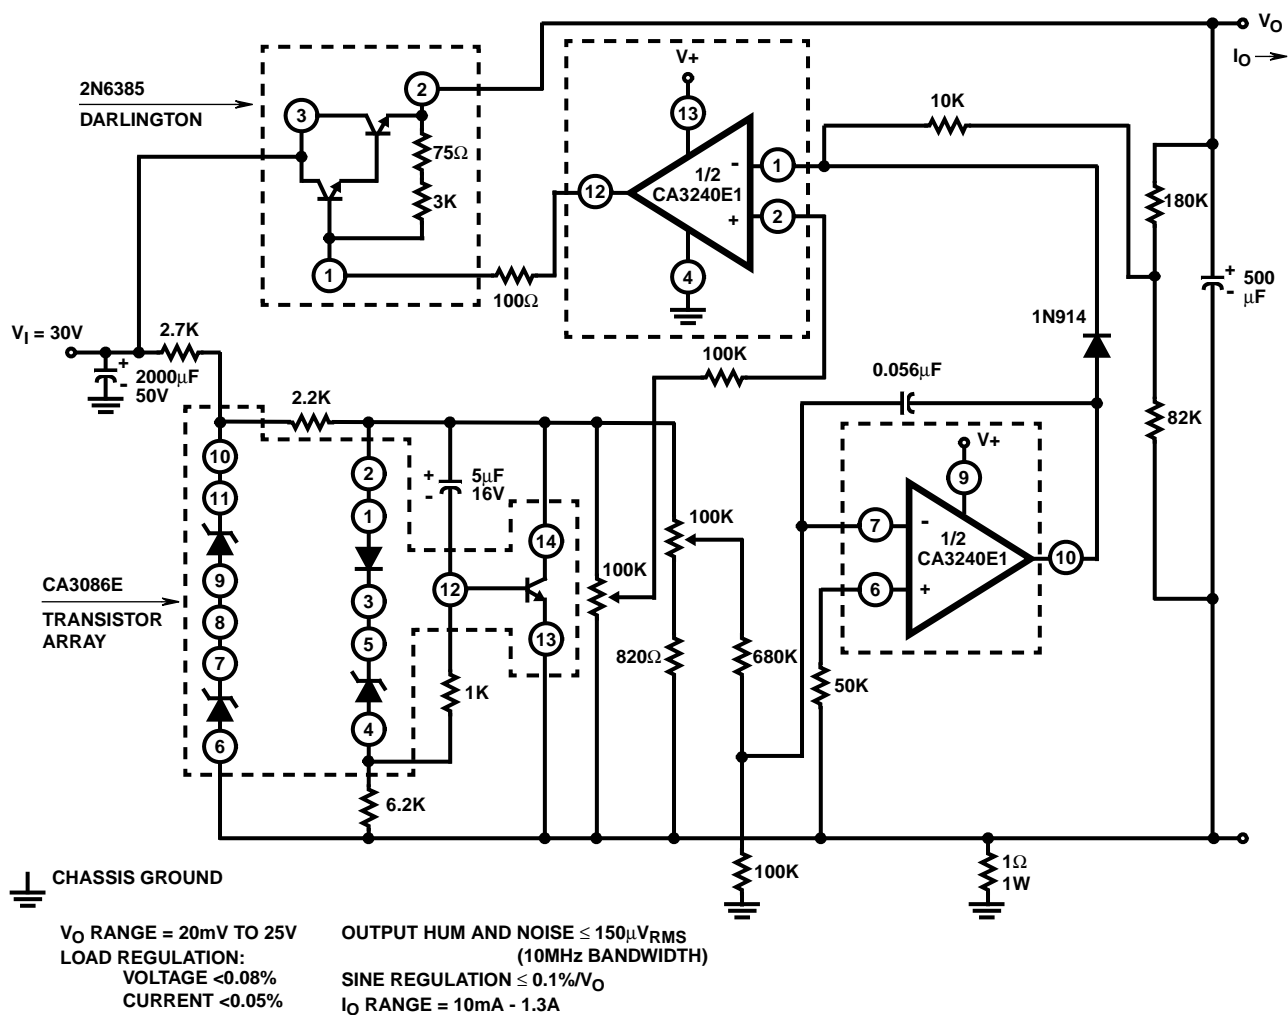 V+
VO
IO
2N6385
DARLINGTON
2
3
13
10K
75Ω
1/2
CA3240E1
-
+
1
12
2
3K
180K
4
1
100Ω
+
-
500
μF
1N914
VI = 30V
2.7K
+
-
2000μF
50V
100K
0.056μF
2.2K
82K
10
2
+
-
5μF
16V
V+
9
11
1
100K
14
7
-
1/2
CA3240E1
10
CA3086E
TRANSISTOR
ARRAY
9
3
12
100K
6
+
8
5
13
7
820Ω
680K
50K
1K
4
6
6.2K
1Ω
1W
100K
CHASSIS GROUND
VO RANGE = 20mV TO 25V
LOAD REGULATION:
VOLTAGE <0.08%
CURRENT <0.05%
OUTPUT HUM AND NOISE ≤ 150μVRMS
(10MHz BANDWIDTH)
SINE REGULATION ≤ 0.1%/VO
IO RANGE = 10mA - 1.3A